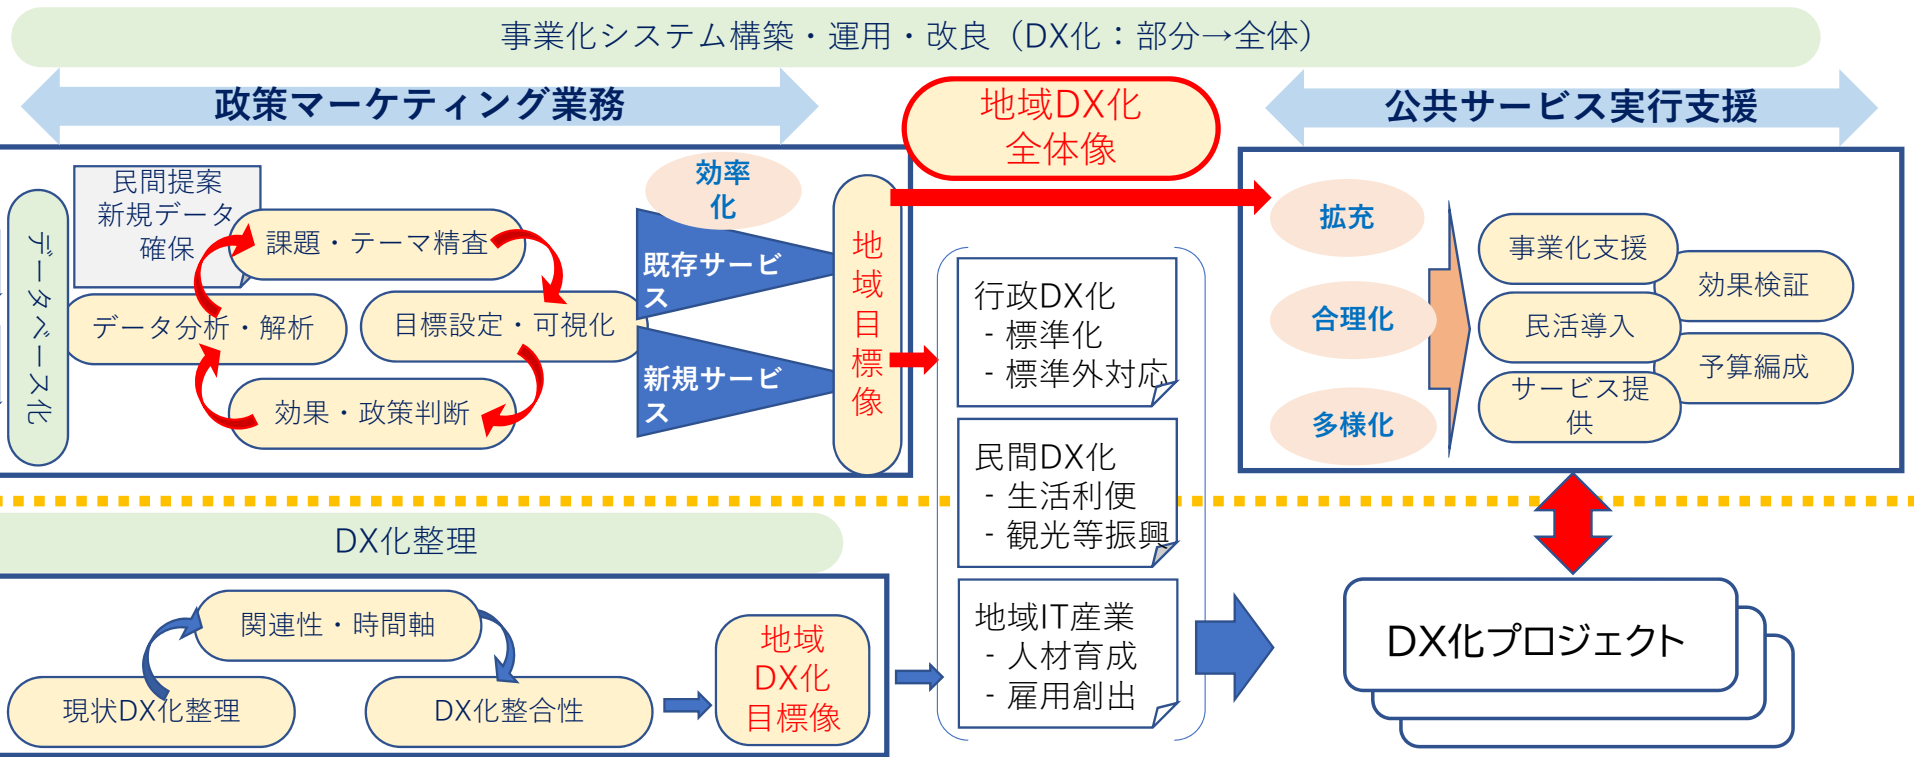 事業化システム構築・運用・改良（DX化：部分→全体）
政策マーケティング業務
地域DX化
全体像
公共サービス実行支援
データベース化
民間提案
新規データ
確保
課題・テーマ精査
データ分析・解析
目標設定・可視化
効果・政策判断
効率
化
既存サービ
ス
新規サービ
ス
地域目標像
行政DX化
- 標準化
- 標準外対応
民間DX化
- 生活利便
- 観光等振興
地域IT産業
- 人材育成
- 雇用創出
拡充
合理化
多様化
事業化支援
効果検証
民活導入
予算編成
サービス提
供
DX化整理
関連性・時間軸
現状DX化整理
DX化整合性
地域
DX化
目標像
DX化プロジェクト